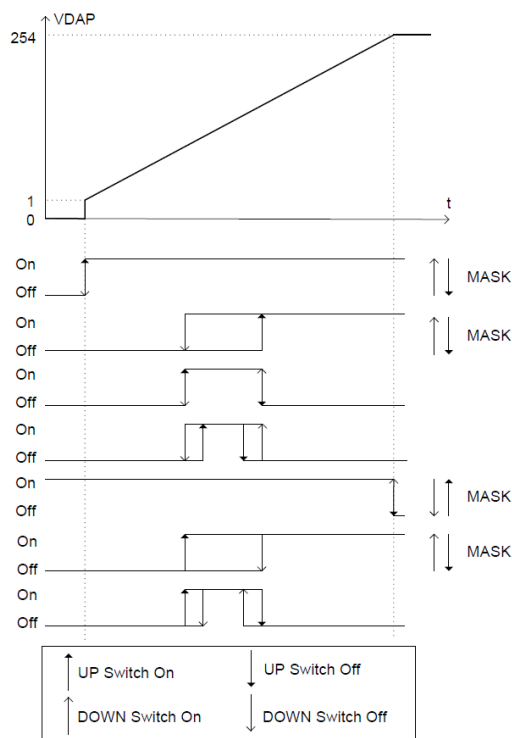 VDAP
254
1
0
t
On
Off
MASK
On
Off
MASK
On
Off
On
Off
On
Off
MASK
On
Off
MASK
On
Off
UP Switch On
UP Switch Off
DOWN Switch On
DOWN Switch Off